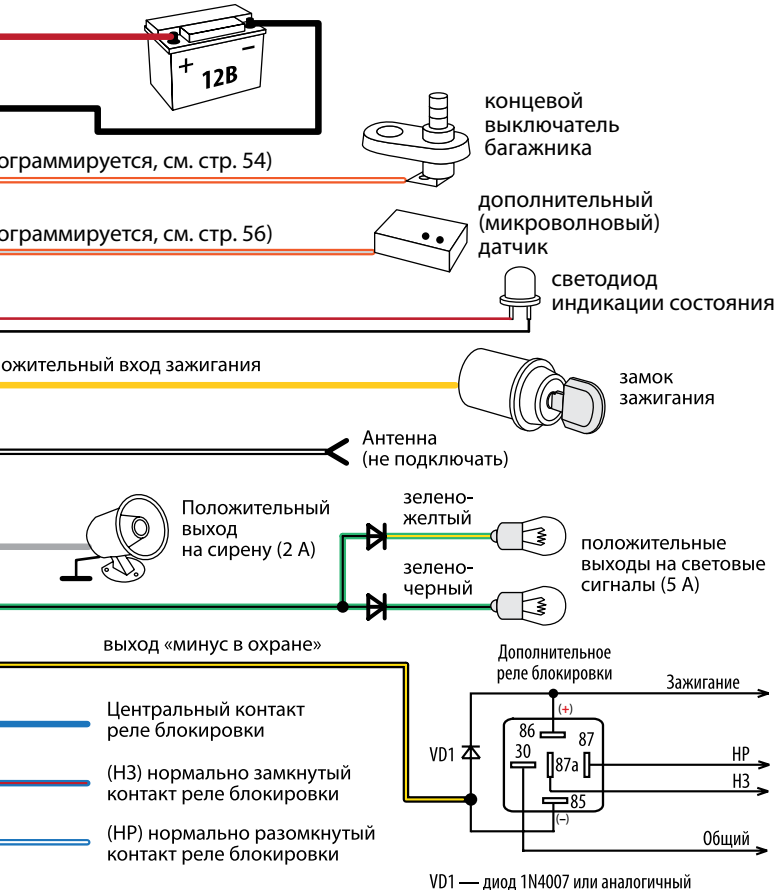 +
−
12В
концевой
выключатель
багажника
ограммируется, см. стр. 54)
дополнительный
(микроволновый)
датчик
ограммируется, см. стр. 56)
светодиод
индикации состояния
ожительный вход зажигания
замок
зажигания
Антенна
(не подключать)
Положительный
выход
на сирену (2 А)
зелено-
желтый
зелено-
черный
положительные
выходы на световые
сигналы (5 А)
выход «минус в охране»
Дополнительное
реле блокировки
Зажигание
(+)
86
87
VD1
30
87а
НР
НЗ
85
(−)
Общий
Центральный контакт
реле блокировки
(НЗ) нормально замкнутый
контакт реле блокировки
(НР) нормально разомкнутый
контакт реле блокировки
VD1 — диод 1N4007 или аналогичный